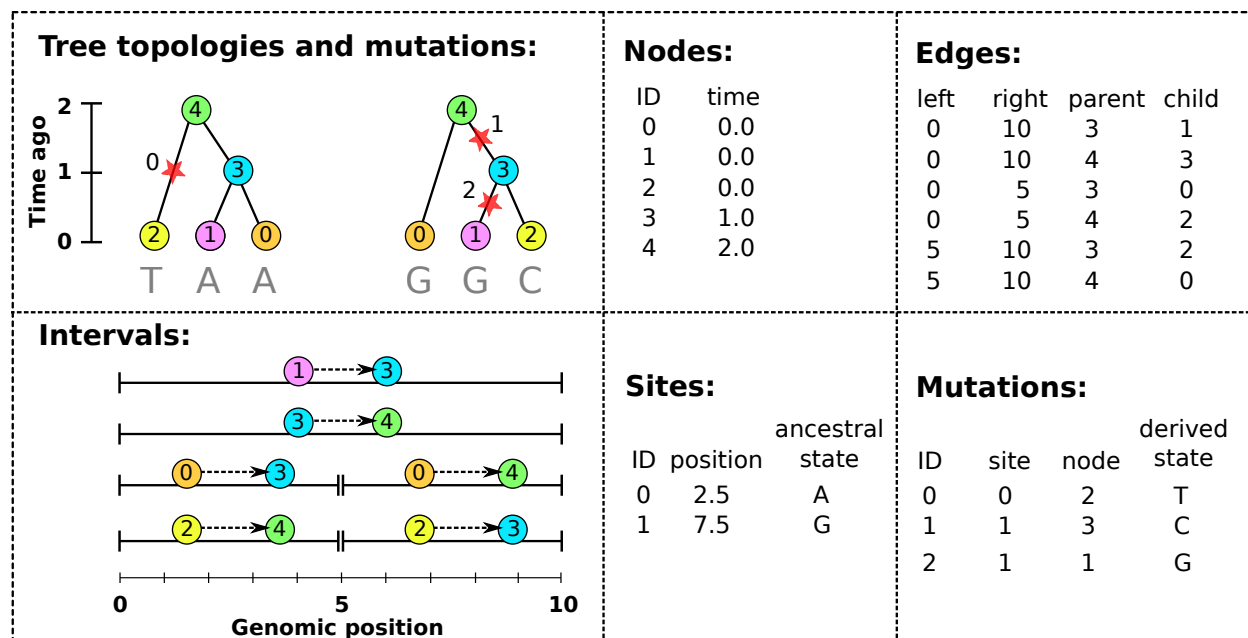 Tree topologies and mutations:
Time ago
2
1
0
4
0
3
2 1 0
T A A
4
1
3
2
0 1 2
G G C
Nodes:
ID time
0 0.0
1 0.0
2 0.0
3 1.0
4 2.0
Edges:
left right parent child
0 10 3 1
0 10 4 3
0 5 3 0
0 5 4 2
5 10 3 2
5 10 4 0
Intervals:
1 3
3 4
0 3 0 4
2 4 2 3
0 5 10
Genomic position
Sites:
ancestral
ID position state
0 2.5 A
1 7.5 G
Mutations:
derived
ID site node state
0 0 2 T
1 1 3 C
2 1 1 G